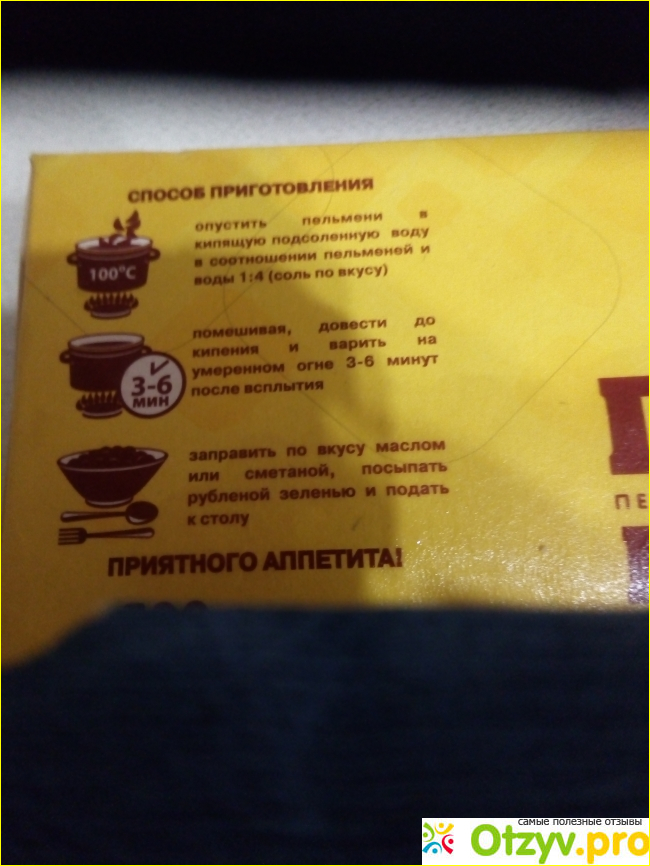 СПОСОБ ПРИГОТОВЛЕНИЯ
100°C
опустить пельмени в
кипящую подсоленную воду
в соотношении пельменей и
воды 1:4 (соль по вкусу)
3-6
МИН
помешивая, довести до
кипения и варить на
умеренном огне 3-6 минут
после всплытия
заправить по вкусу маслом
или сметаной, посыпать
рубленой зеленью и подать
к столу
ПРИЯТНОГО АППЕТИТА!
ПЕ
самые полезные отзывы
Otzyv.pro